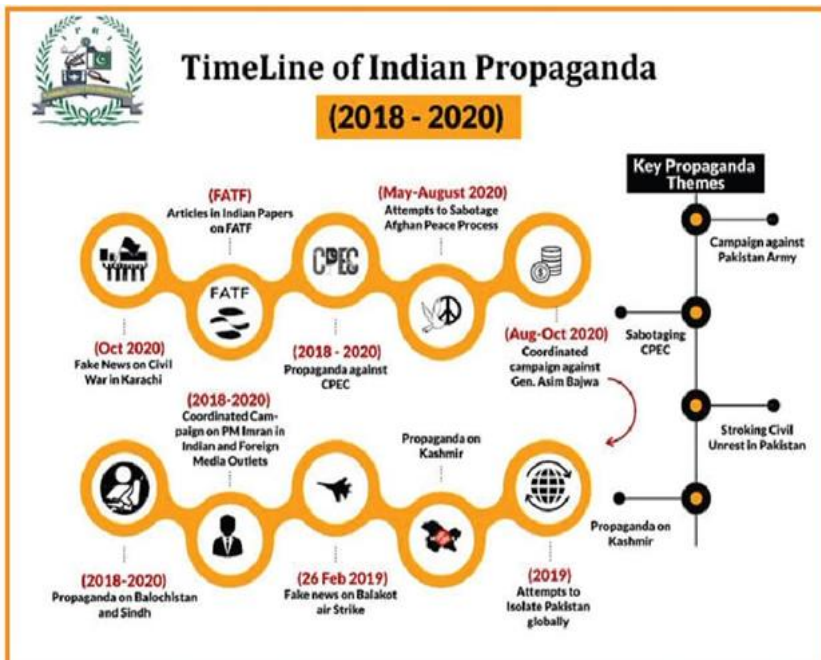 IPRI
TimeLine of Indian Propaganda
(2018 - 2020)
(FATF)
Articles in Indian Papers
on FATF
(May-August 2020)
Attempts to Sabotage
Afghan Peace Process
FATF
CPEC
(Oct 2020)
Fake News on Civil
War in Karachi
(2018 - 2020)
Propaganda against
CPEC
(Aug-Oct 2020)
Coordinated
campaign against
Gen. Asim Bajwa
(2018-2020)
Coordinated Cam-
paign on PM Imran in
Indian and Foreign
Media Outlets
Propaganda on
Kashmir
(2018-2020)
Propaganda on Balochistan
and Sindh
(26 Feb 2019)
Fake news on Balakot
air Strike
(2019)
Attempts to
Isolate Pakistan
globally
Key Propaganda
Themes
Campaign against
Pakistan Army
Sabotaging
CPEC
Stroking Civil
Unrest in Pakistan
Propaganda on
Kashmir